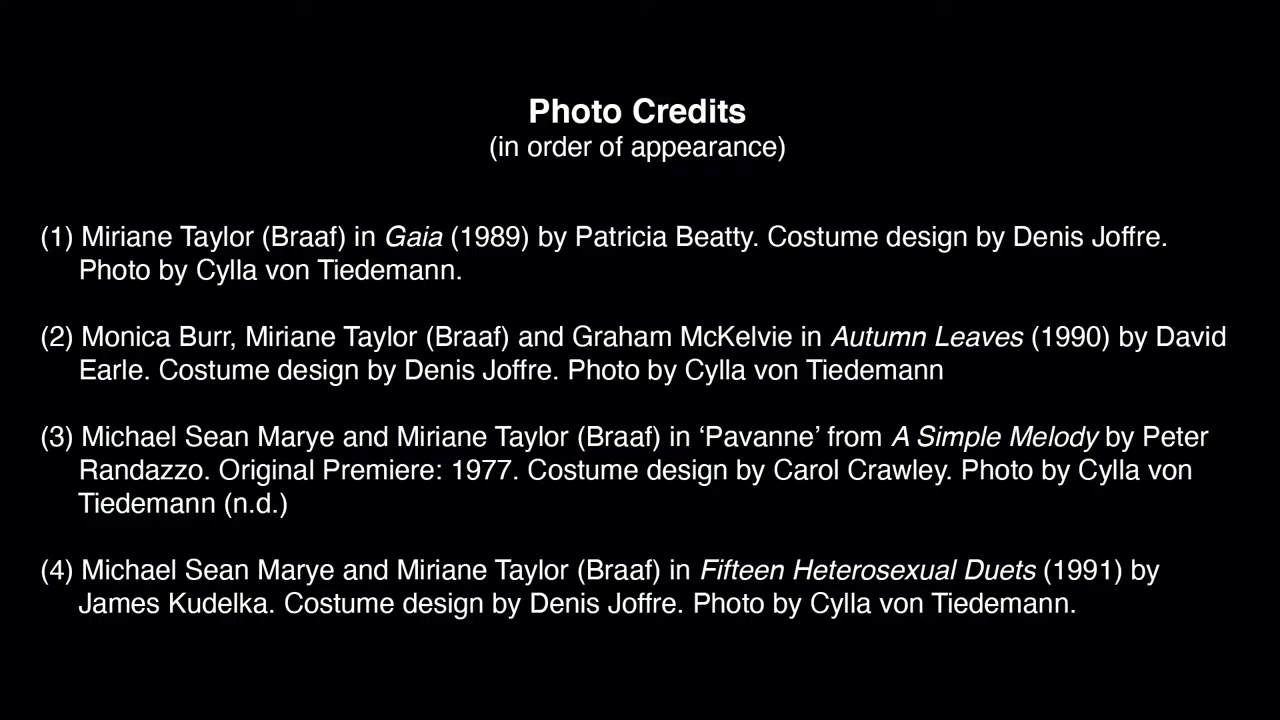 Photo Credits
(in order of appearance)
(1) Miriane Taylor (Braaf) in Gaia (1989) by Patricia Beatty. Costume design by Denis Joffre.
Photo by Cylla von Tiedemann.
(2) Monica Burr, Miriane Taylor (Braaf) and Graham McKelvie in Autumn Leaves (1990) by David
Earle. Costume design by Denis Joffre. Photo by Cylla von Tiedemann
(3) Michael Sean Marye and Miriane Taylor (Braaf) in ‘Pavanne’ from A Simple Melody by Peter
Randazzo. Original Premiere: 1977. Costume design by Carol Crawley. Photo by Cylla von
Tiedemann (n.d.)
(4) Michael Sean Marye and Miriane Taylor (Braaf) in Fifteen Heterosexual Duets (1991) by
James Kudelka. Costume design by Denis Joffre. Photo by Cylla von Tiedemann.